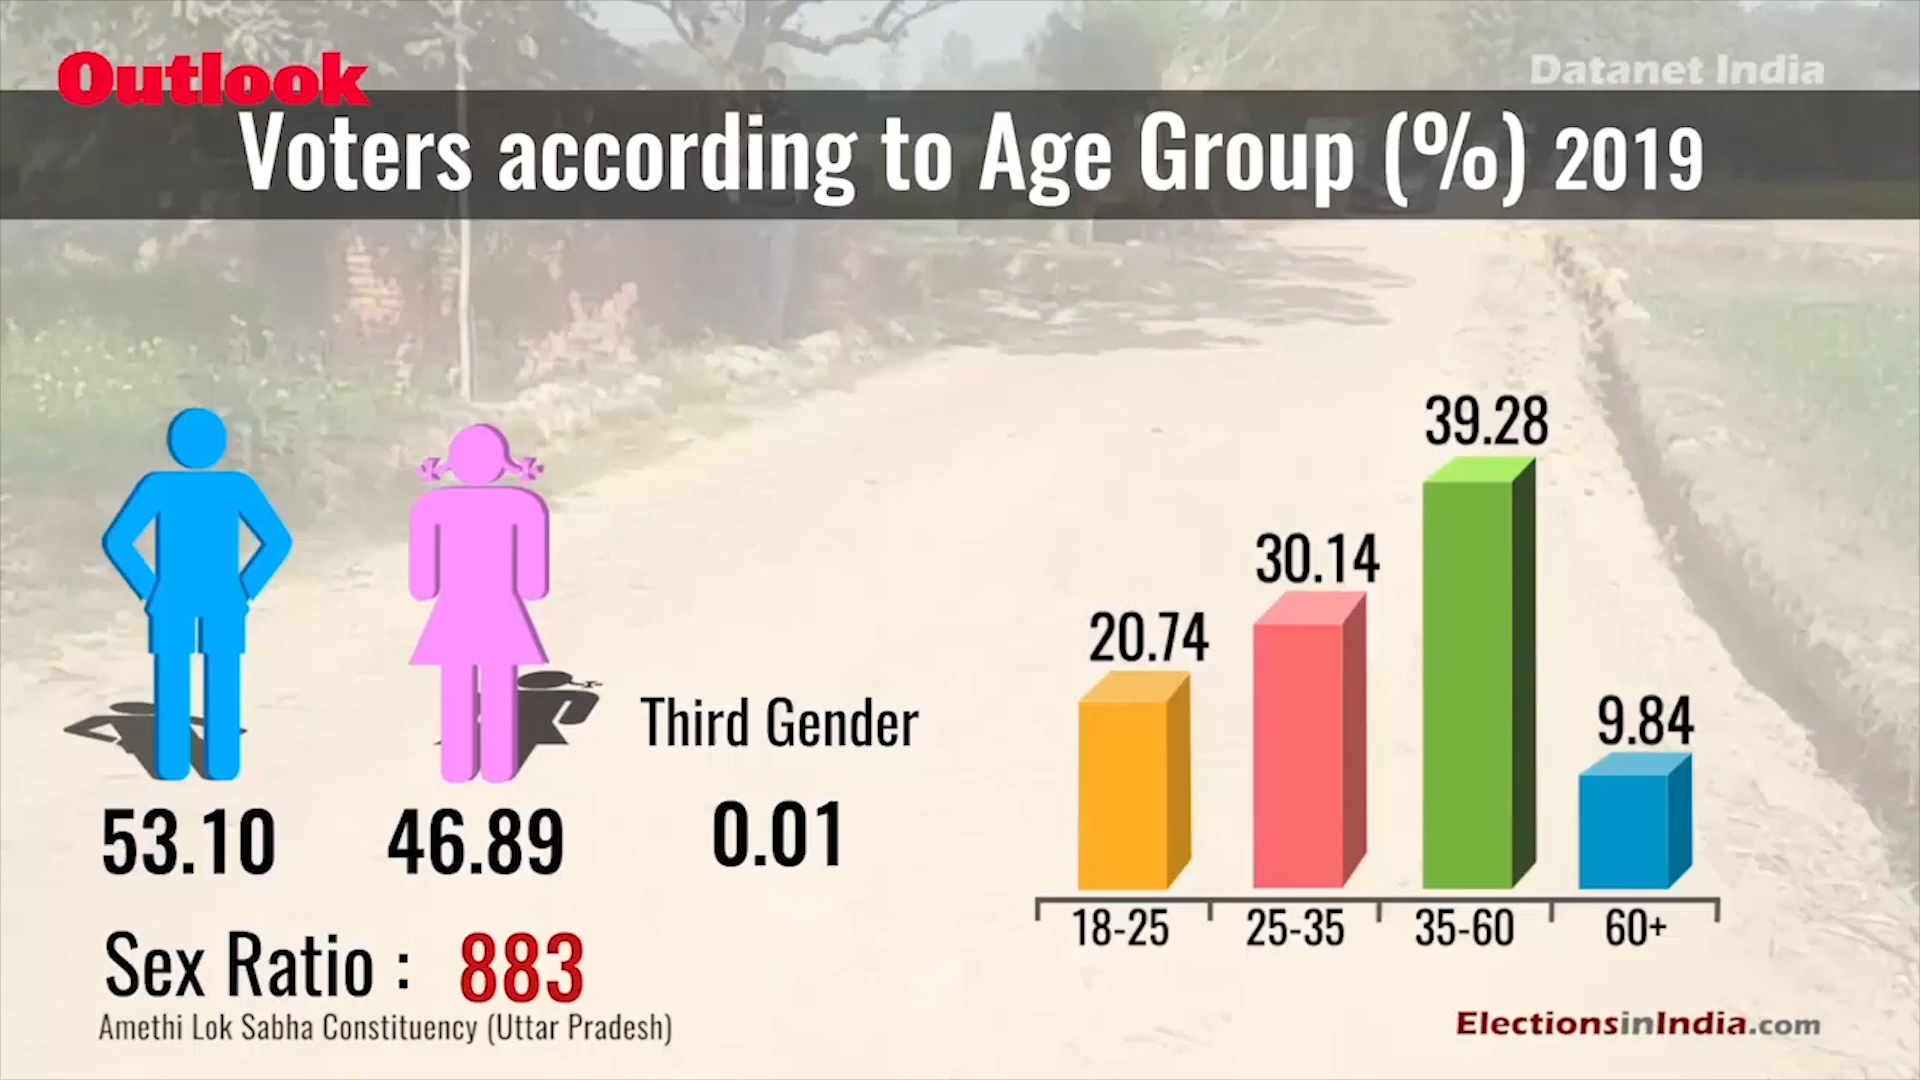 Outlook
Datanet India
Voters according to Age Group (%) 2019
53.10
46.89
Third Gender
0.01
Sex Ratio : 883
Amethi Lok Sabha Constituency (Uttar Pradesh)
20.74
30.14
39.28
9.84
18-25
25-35
35-60
60+
ElectionsinIndia.com